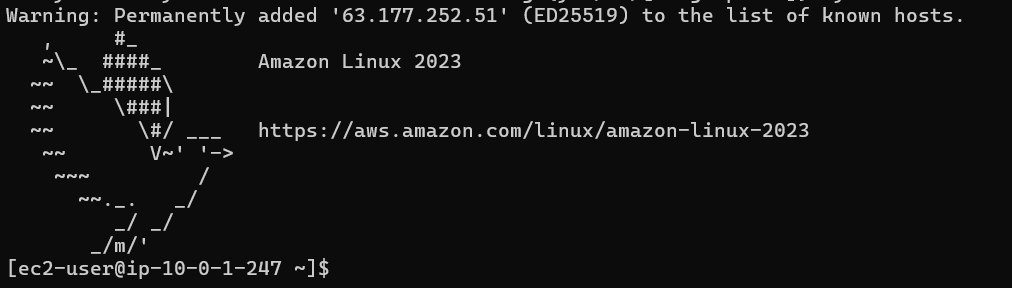 Warning: Permanently added '63.177.252.51' (ED25519) to the list of known hosts.
   ,     #_
   ~\_  ####_        Amazon Linux 2023
  ~~  \_#####\
  ~~     \###|
  ~~       \#/ ___   https://aws.amazon.com/linux/amazon-linux-2023
   ~~       V~' '->
    ~~~         /
      ~~._.   _/
         _/ _/
       _/m/'
[ec2-user@ip-10-0-1-247 ~]$